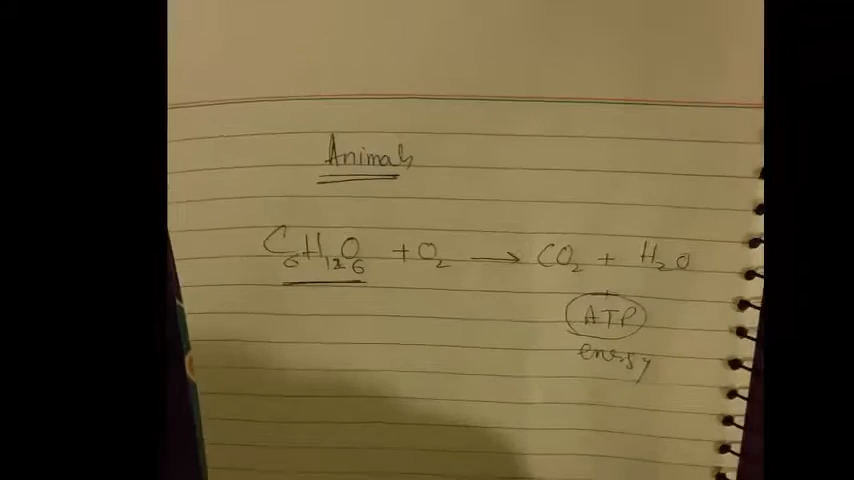 Animals
C6H12O6 + O2 → CO2 + H2O
+
ATP
energy